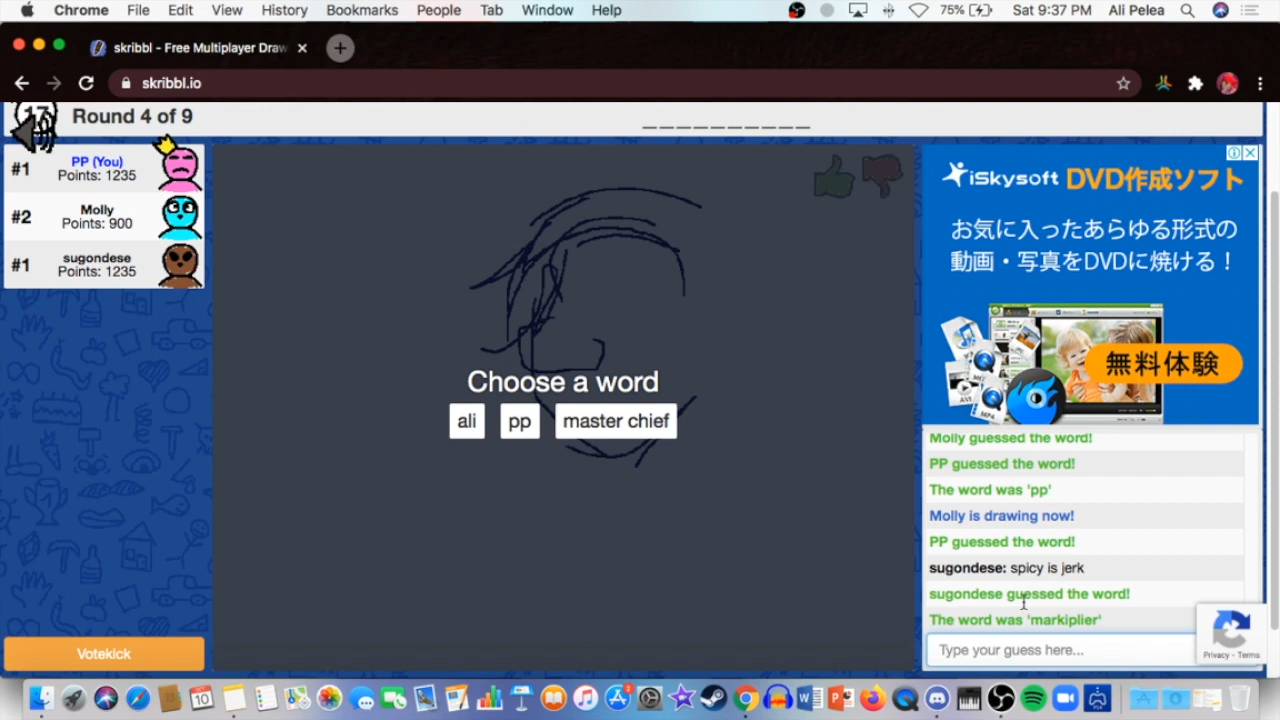 Chrome File Edit View History Bookmarks People Tab Window Help 75% Sat 9:37 PM Ali Pelea
skribbl - Free Multiplayer Draw
skribbl.io
17 Round 4 of 9 __________
#1 PP (You)
Points: 1235
#2 Molly
Points: 900
#1 sugondese
Points: 1235
Votekick
Choose a word
ali pp master chief
iSkysoft DVD作成ソフト
お気に入ったあらゆる形式の
動画・写真をDVDに焼ける！
無料体験
Molly guessed the word!
PP guessed the word!
The word was 'pp'
Molly is drawing now!
PP guessed the word!
sugondese: spicy is jerk
sugondese guessed the word!
The word was 'markiplier'
Type your guess here...
Privacy - Terms